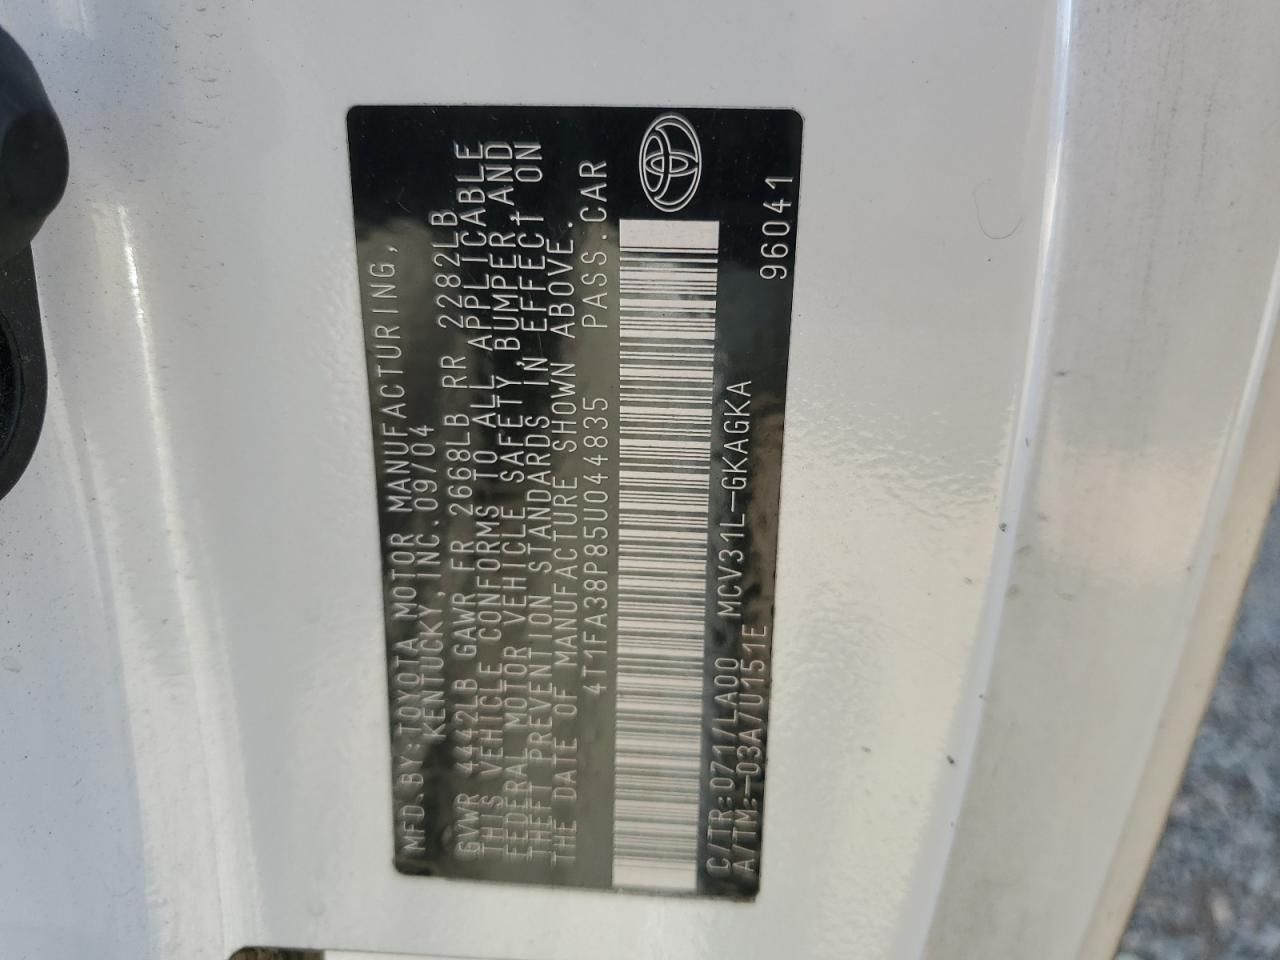 MFD.BY:TOYOTA MOTOR MANUFACTURING,
KENTUCKY,INC.09/04
GVWR 4442LB GAWR FR 2668LB RR 2282LB
THIS VEHICLE CONFORMS TO ALL APPLICABLE
FEDERAL MOTOR VEHICLE SAFETY,BUMPER,AND
THEFT PREVENTION STANDARDS IN EFFECT ON
THE DATE OF MANUFACTURE SHOWN ABOVE.
4T1FA38P85U044835 PASS.CAR
C/TR:071/LA00 MCV31L-GKAGKA
A/TM:-03A/U151E
96041